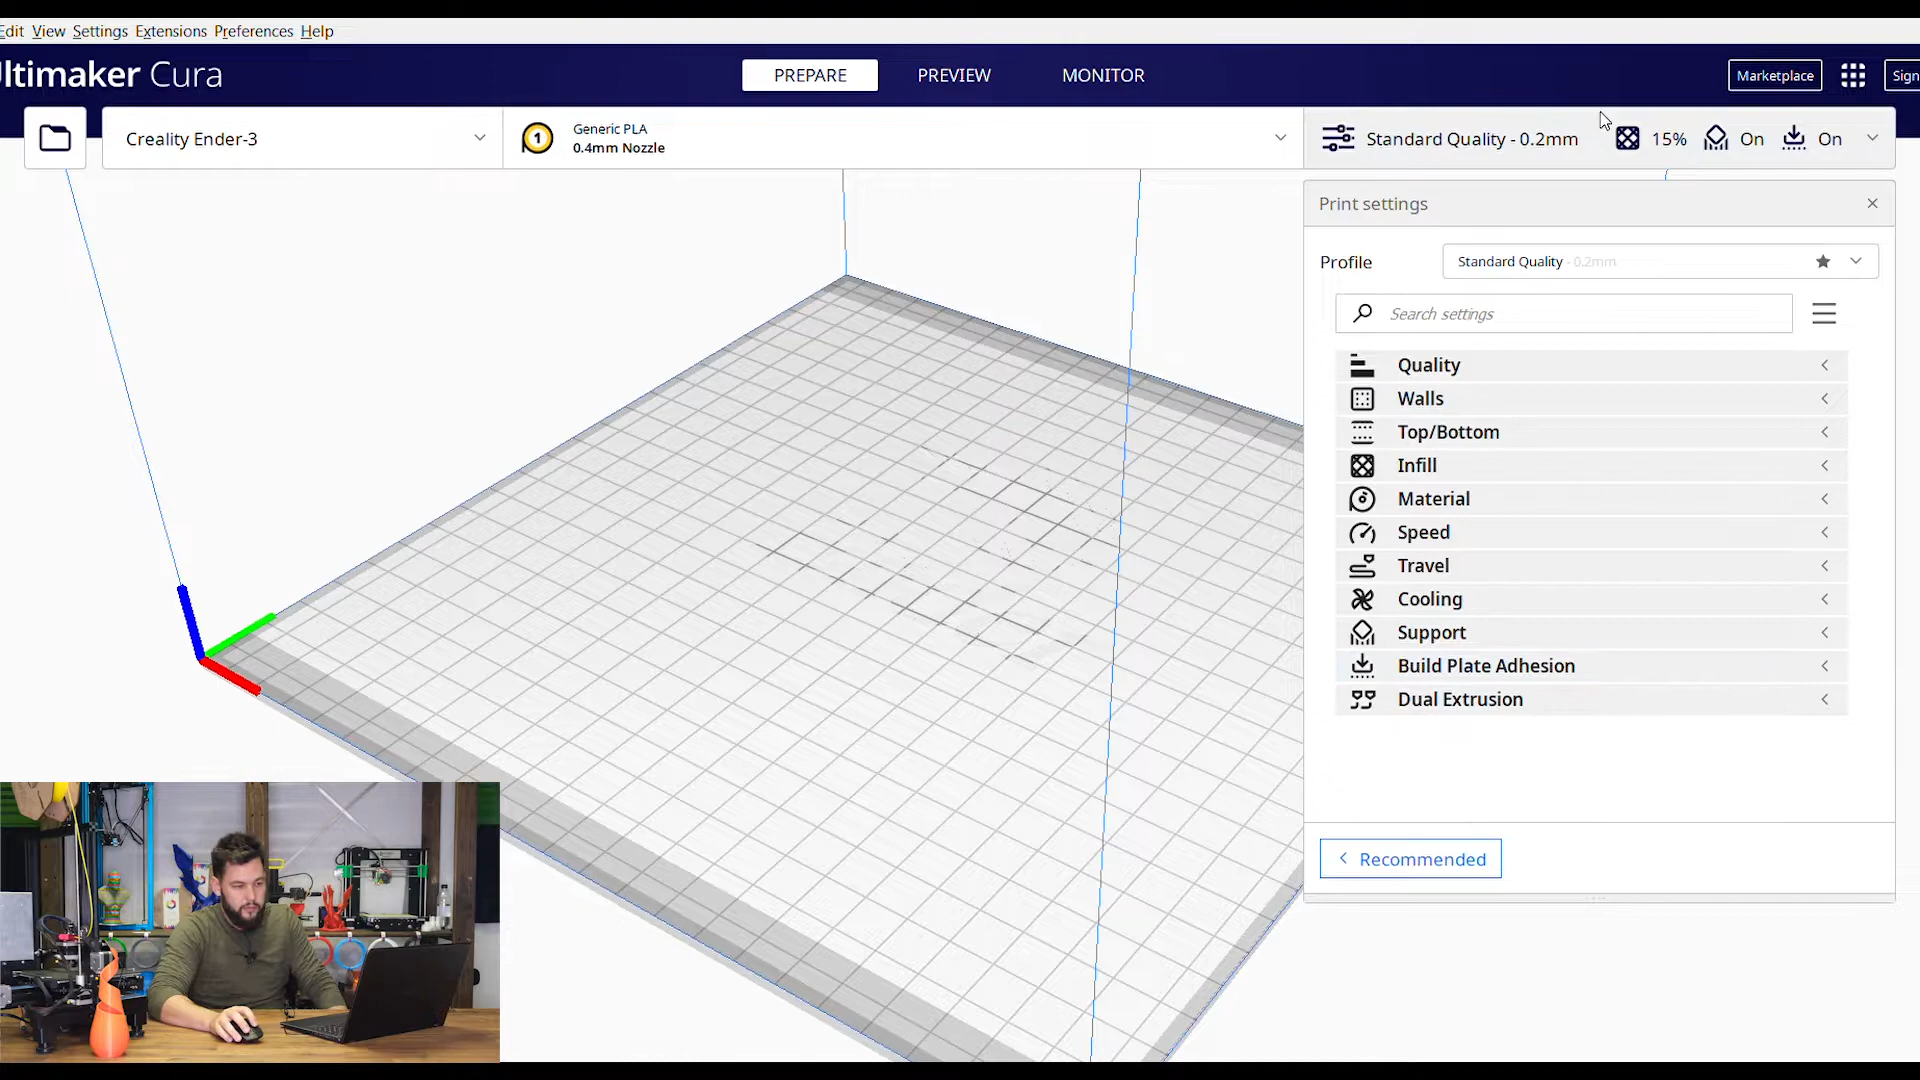 Edit View Settings Extensions Preferences Help
Ultimaker Cura
PREPARE
PREVIEW
MONITOR
Marketplace
Sign
Creality Ender-3
1
Generic PLA
0.4mm Nozzle
Standard Quality - 0.2mm
15%
On
On
Print settings
Profile
Standard Quality - 0.2mm
Search settings
Quality
Walls
Top/Bottom
Infill
Material
Speed
Travel
Cooling
Support
Build Plate Adhesion
Dual Extrusion
Recommended